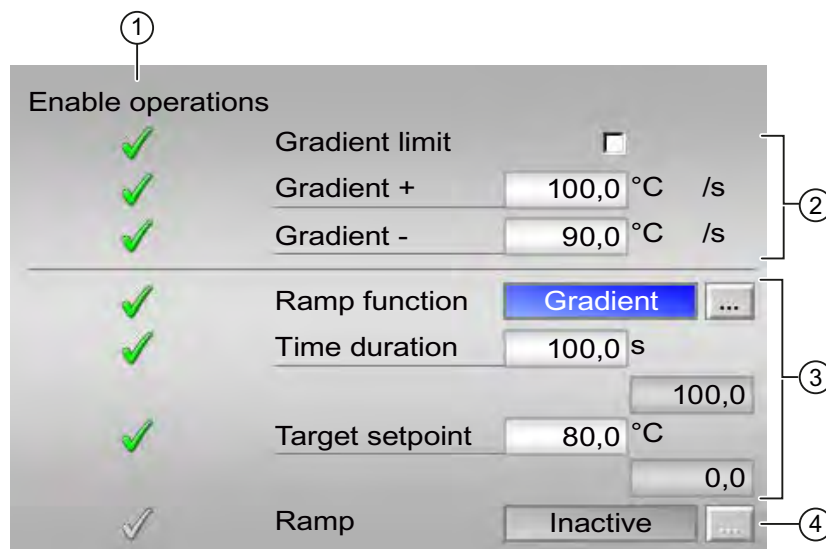 1
Enable operations
Gradient limit
Gradient + 100,0 °C /s
2
Gradient - 90,0 °C /s
Ramp function Gradient ...
Time duration 100,0 s
3
100,0
Target setpoint 80,0 °C
0,0
Ramp Inactive ... 4